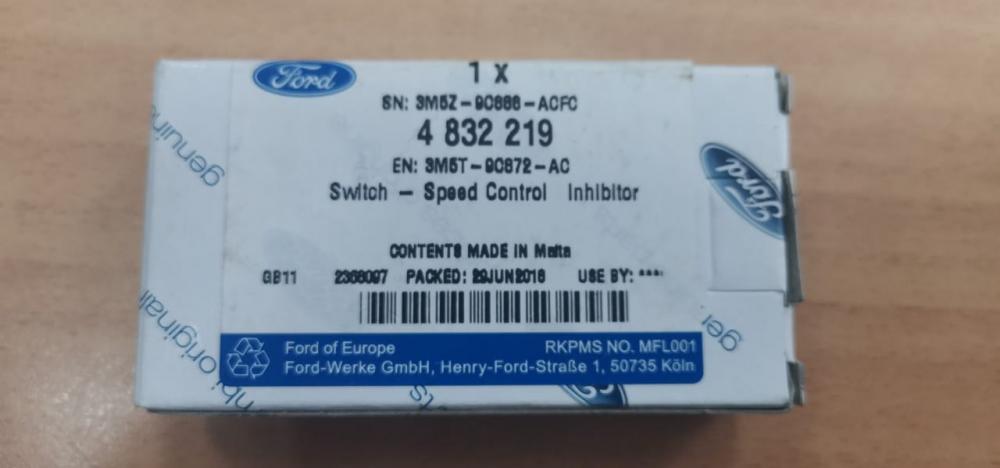 Ford
1 X
SN: 3M5Z-9C888-ACFC
4 832 219
EN: 3M5T-9C872-AC
Switch - Speed Control Inhibitor
CONTENTS MADE IN Malta
GB11 PACKED: 29JUN2016 USE BY: ****
Ford of Europe RKPMS NO. MFL001
Ford-Werke GmbH, Henry-Ford-Straße 1, 50735 Köln
Ford
genuin
original